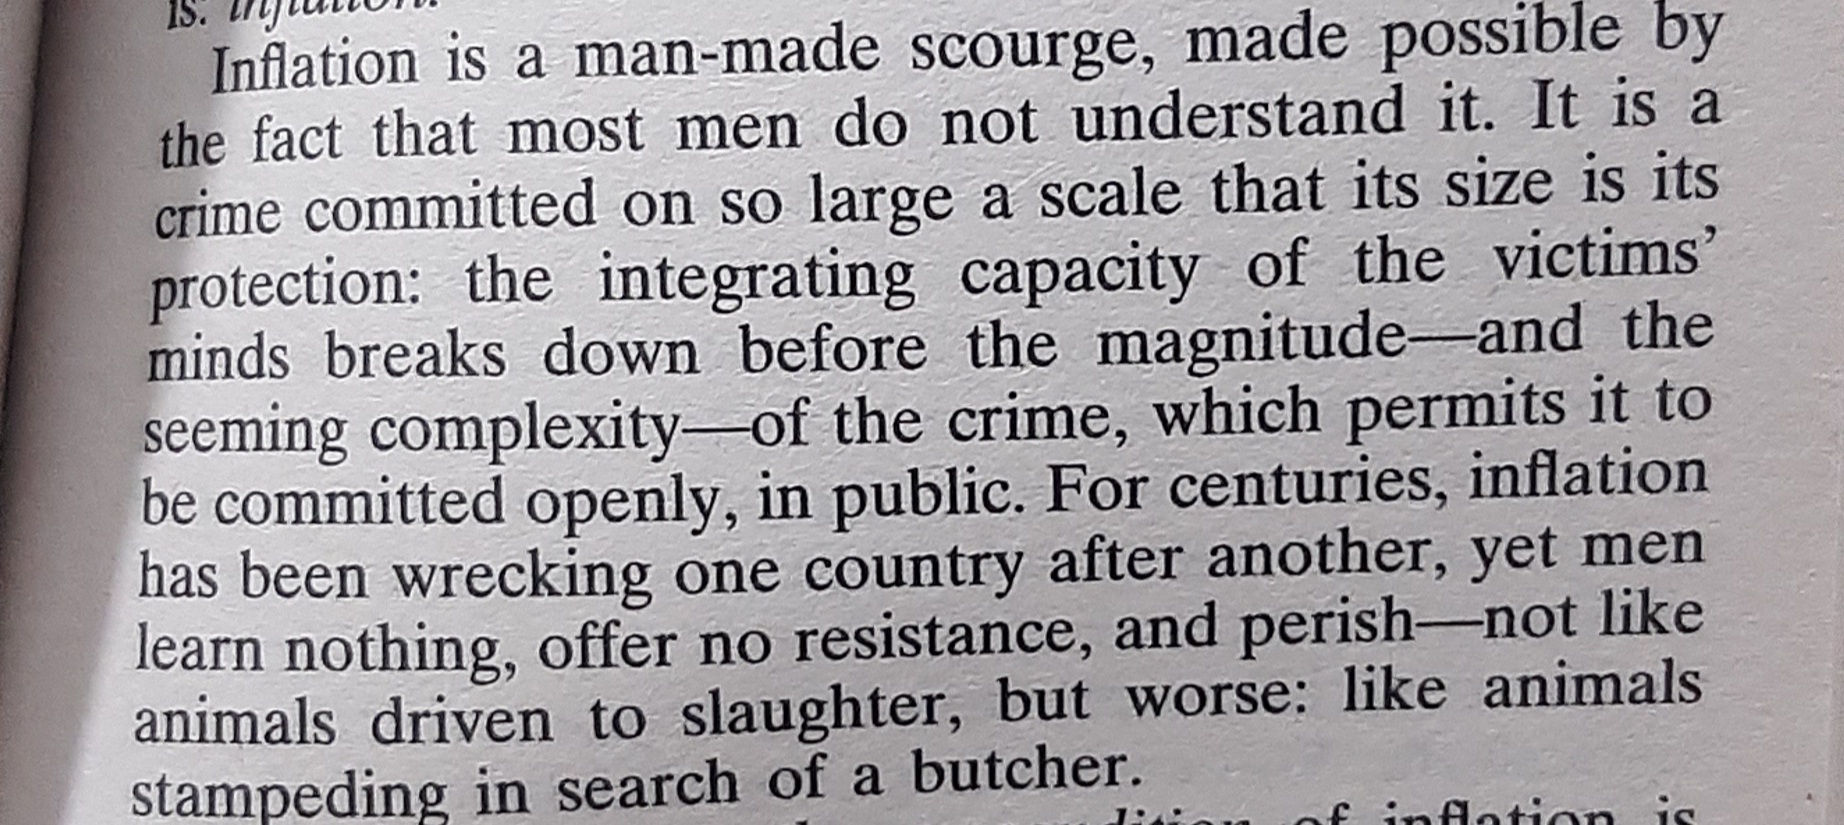 is. inflation.
Inflation is a man-made scourge, made possible by
the fact that most men do not understand it. It is a
crime committed on so large a scale that its size is its
protection: the integrating capacity of the victims’
minds breaks down before the magnitude—and the
seeming complexity—of the crime, which permits it to
be committed openly, in public. For centuries, inflation
has been wrecking one country after another, yet men
learn nothing, offer no resistance, and perish—not like
animals driven to slaughter, but worse: like animals
stampeding in search of a butcher.
of inflation is